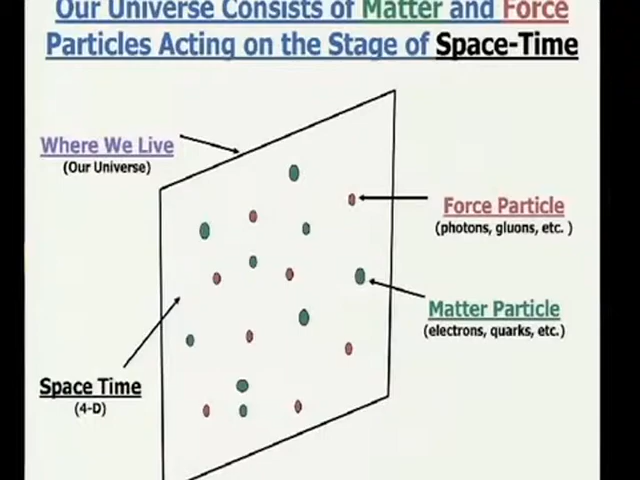 Our Universe Consists of Matter and Force
Particles Acting on the Stage of Space-Time
Where We Live
(Our Universe)
Force Particle
(photons, gluons, etc. )
Matter Particle
(electrons, quarks, etc.)
Space Time
(4-D)